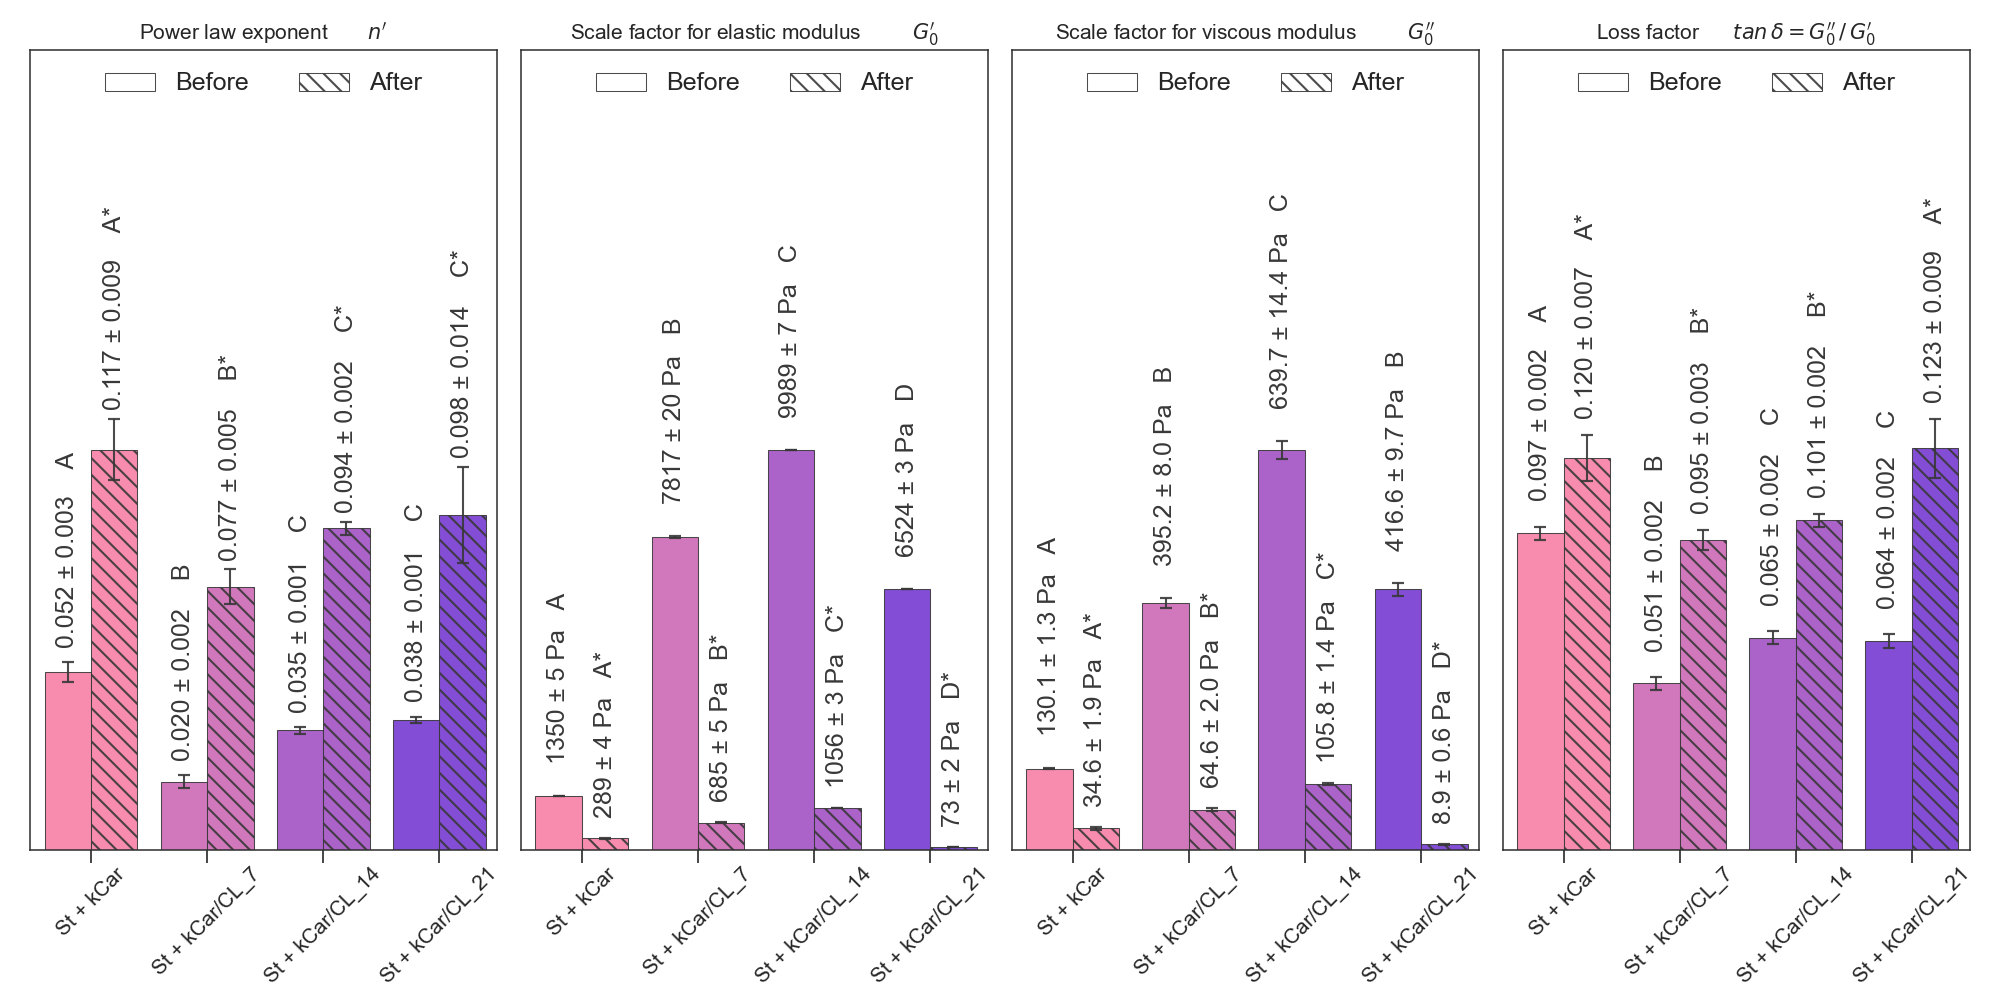 Power law exponent n′
Before After
0.052 ± 0.003 A
0.117 ± 0.009 A*
0.020 ± 0.002 B
0.077 ± 0.005 B*
0.035 ± 0.001 C
0.094 ± 0.002 C*
0.038 ± 0.001 C
0.098 ± 0.014 C*
St + kCar
St + kCar/CL_7
St + kCar/CL_14
St + kCar/CL_21
Scale factor for elastic modulus G′₀
Before After
1350 ± 5 Pa A
289 ± 4 Pa A*
7817 ± 20 Pa B
685 ± 5 Pa B*
9989 ± 7 Pa C
1056 ± 3 Pa C*
6524 ± 3 Pa D
73 ± 2 Pa D*
St + kCar
St + kCar/CL_7
St + kCar/CL_14
St + kCar/CL_21
Scale factor for viscous modulus G″₀
Before After
130.1 ± 1.3 Pa A
34.6 ± 1.9 Pa A*
395.2 ± 8.0 Pa B
64.6 ± 2.0 Pa B*
639.7 ± 14.4 Pa C
105.8 ± 1.4 Pa C*
416.6 ± 9.7 Pa B
8.9 ± 0.6 Pa D*
St + kCar
St + kCar/CL_7
St + kCar/CL_14
St + kCar/CL_21
Loss factor tan δ = G″₀ / G′₀
Before After
0.097 ± 0.002 A
0.120 ± 0.007 A*
0.051 ± 0.002 B
0.095 ± 0.003 B*
0.065 ± 0.002 C
0.101 ± 0.002 B*
0.064 ± 0.002 C
0.123 ± 0.009 A*
St + kCar
St + kCar/CL_7
St + kCar/CL_14
St + kCar/CL_21